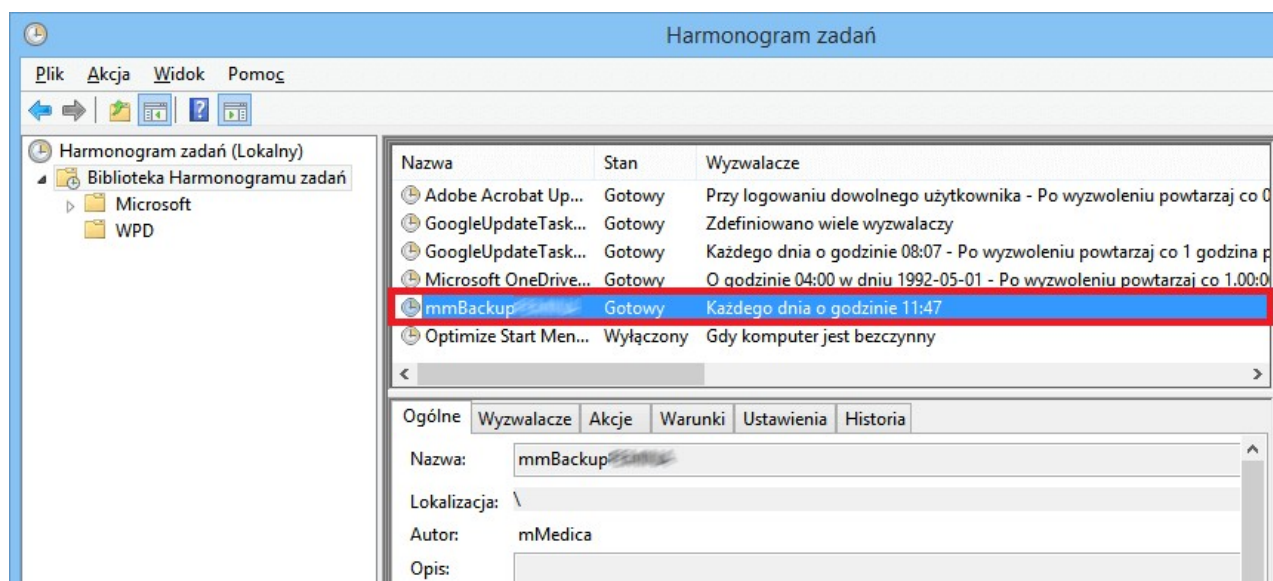 Harmonogram zadań
Plik Akcja Widok Pomoc
Harmonogram zadań (Lokalny)
Biblioteka Harmonogramu zadań
Microsoft
WPD
Nazwa Stan Wyzwalacze
Adobe Acrobat Up... Gotowy Przy logowaniu dowolnego użytkownika - Po wyzwoleniu powtarzaj co 0
GoogleUpdateTask... Gotowy Zdefiniowano wiele wyzwalaczy
GoogleUpdateTask... Gotowy Każdego dnia o godzinie 08:07 - Po wyzwoleniu powtarzaj co 1 godzina p
Microsoft OneDrive... Gotowy O godzinie 04:00 w dniu 1992-05-01 - Po wyzwoleniu powtarzaj co 1.00:0
mmBackup Gotowy Każdego dnia o godzinie 11:47
Optimize Start Men... Wyłączony Gdy komputer jest bezczynny
Ogólne Wyzwalacze Akcje Warunki Ustawienia Historia
Nazwa: mmBackup
Lokalizacja: \
Autor: mMedica
Opis: